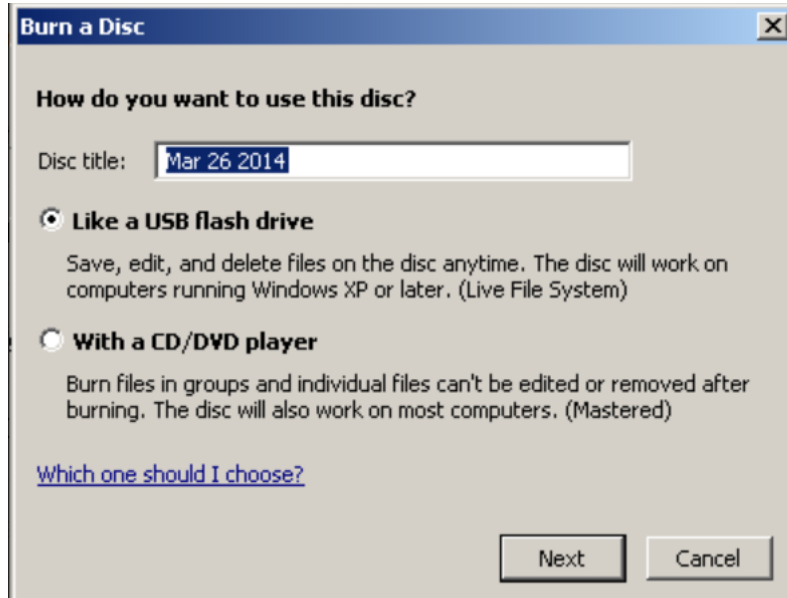 Burn a Disc
How do you want to use this disc?
Disc title: Mar 26 2014
Like a USB flash drive
Save, edit, and delete files on the disc anytime. The disc will work on
computers running Windows XP or later. (Live File System)
With a CD/DVD player
Burn files in groups and individual files can't be edited or removed after
burning. The disc will also work on most computers. (Mastered)
Which one should I choose?
Next Cancel